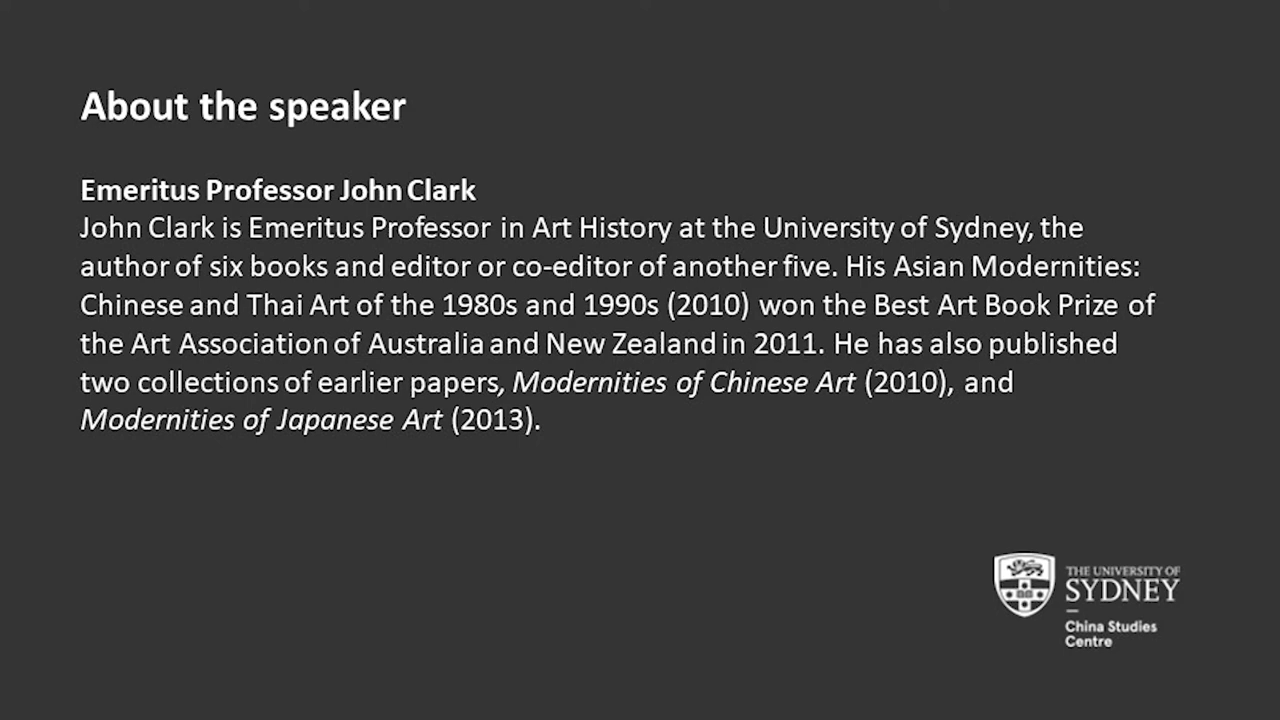 About the speaker
Emeritus Professor John Clark
John Clark is Emeritus Professor in Art History at the University of Sydney, the
author of six books and editor or co-editor of another five. His Asian Modernities:
Chinese and Thai Art of the 1980s and 1990s (2010) won the Best Art Book Prize of
the Art Association of Australia and New Zealand in 2011. He has also published
two collections of earlier papers, Modernities of Chinese Art (2010), and
Modernities of Japanese Art (2013).
THE UNIVERSITY OF
SYDNEY
China Studies
Centre